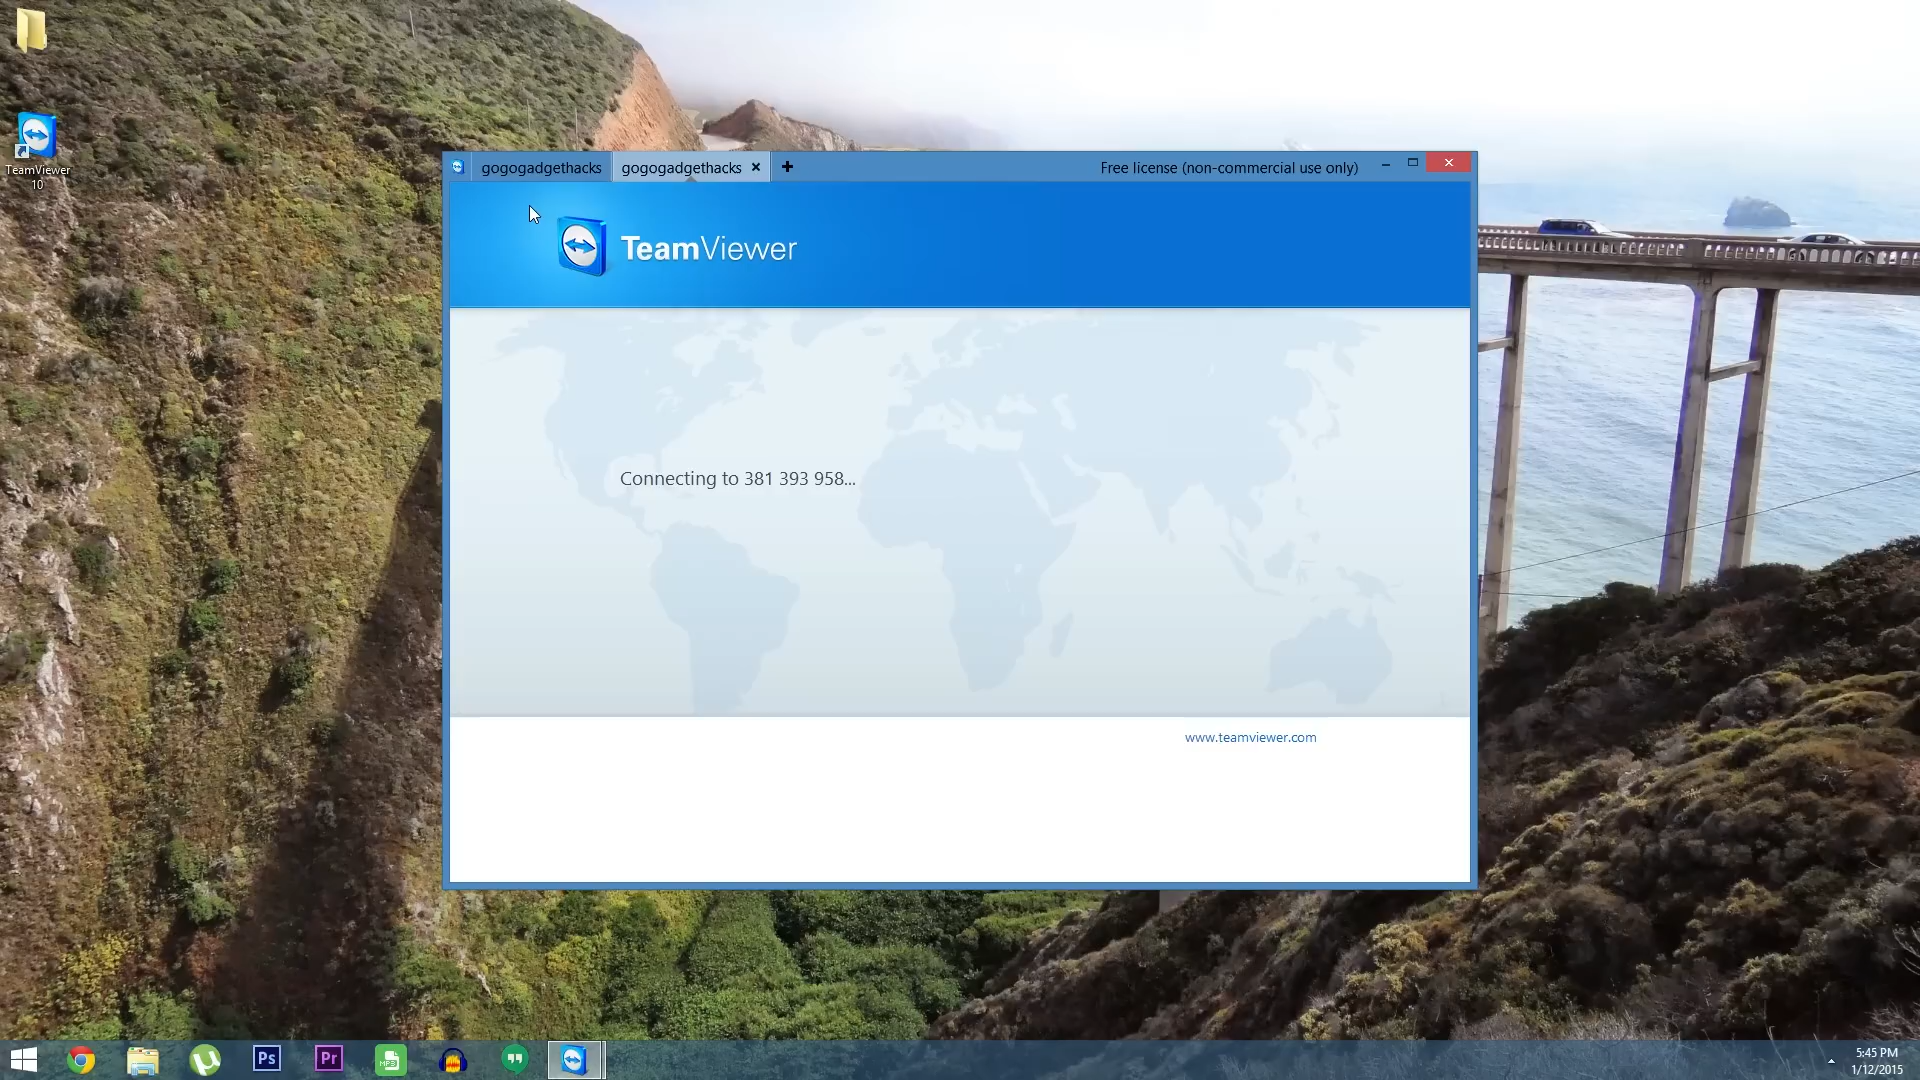 TeamViewer
10
gogogadgethacks
gogogadgethacks
Free license (non-commercial use only)
TeamViewer
Connecting to 381 393 958...
www.teamviewer.com
Ps
Pr
MP3
5:45 PM
1/12/2015